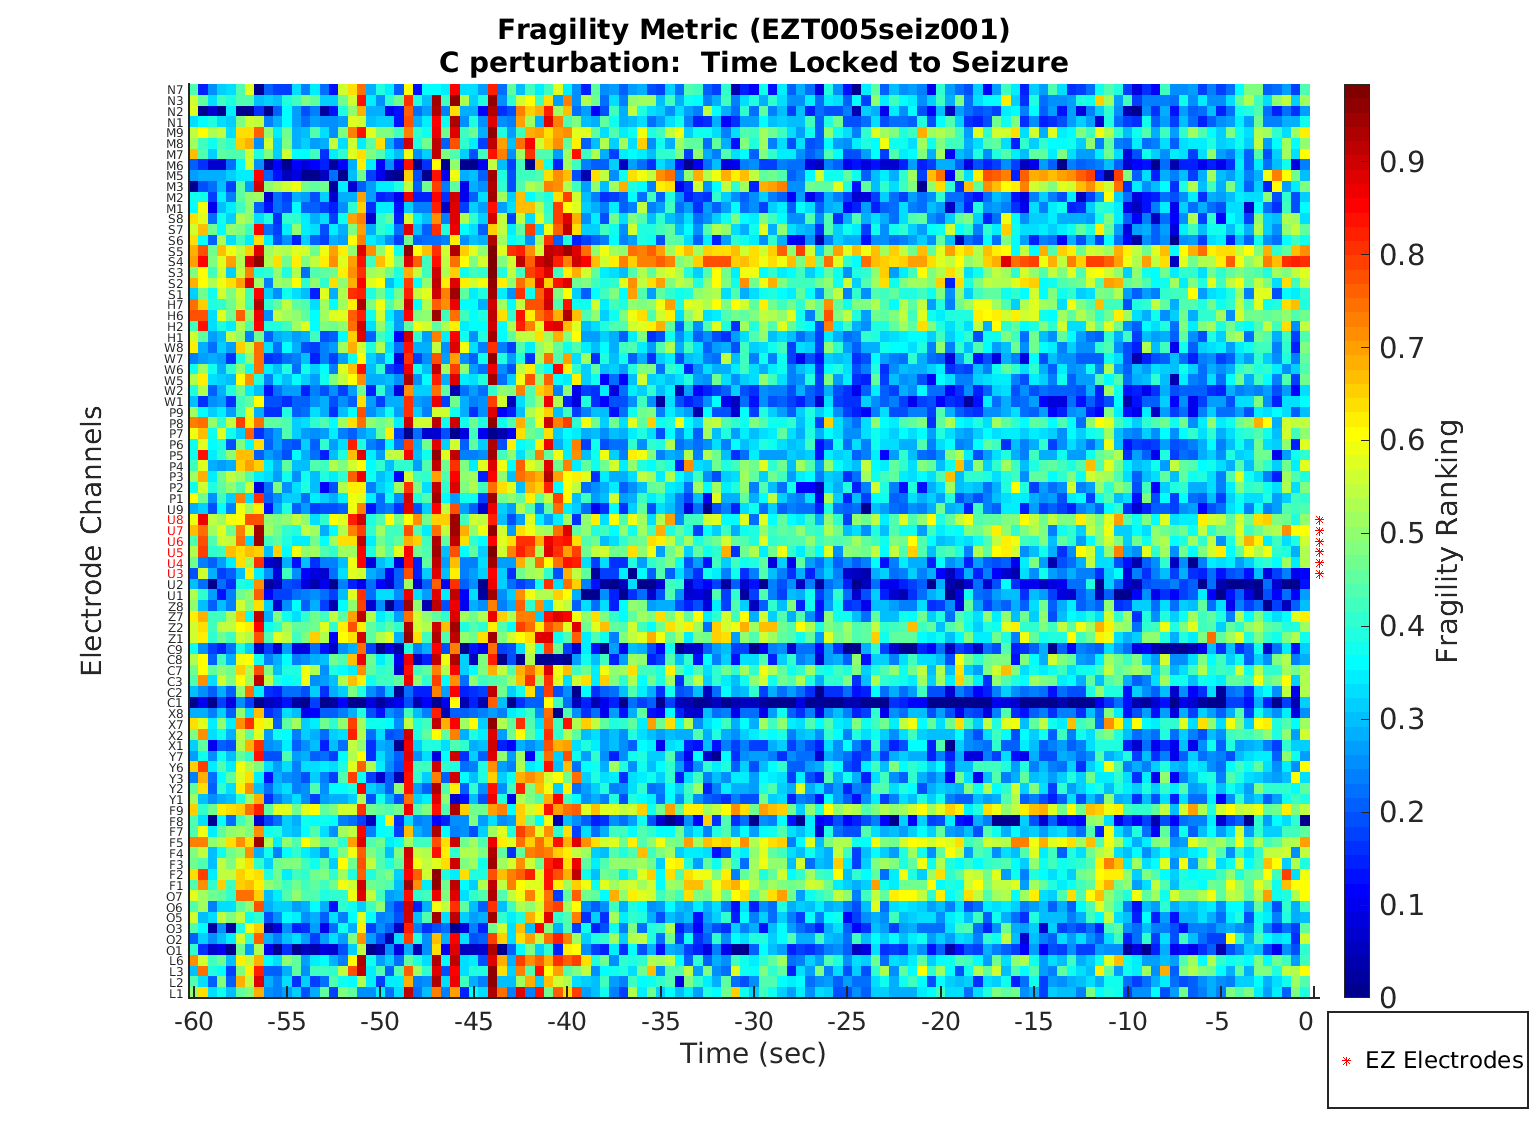 Fragility Metric (EZT005seiz001)
C perturbation:  Time Locked to Seizure
Electrode Channels
N7
N3
N2
N1
M9
M8
M7
M6
M5
M3
M2
M1
S8
S7
S6
S5
S4
S3
S2
S1
H7
H6
H2
H1
W8
W7
W6
W5
W2
W1
P9
P8
P7
P6
P5
P4
P3
P2
P1
U9
U8
U7
U6
U5
U4
U3
U2
U1
Z8
Z7
Z2
Z1
C9
C8
C7
C3
C2
C1
X8
X7
X2
X1
Y7
Y6
Y3
Y2
Y1
F9
F8
F7
F5
F4
F3
F2
F1
O7
O6
O5
O3
O2
O1
L6
L3
L2
L1
-60 -55 -50 -45 -40 -35 -30 -25 -20 -15 -10 -5 0
Time (sec)
0.9
0.8
0.7
0.6
0.5
0.4
0.3
0.2
0.1
0
Fragility Ranking
EZ Electrodes